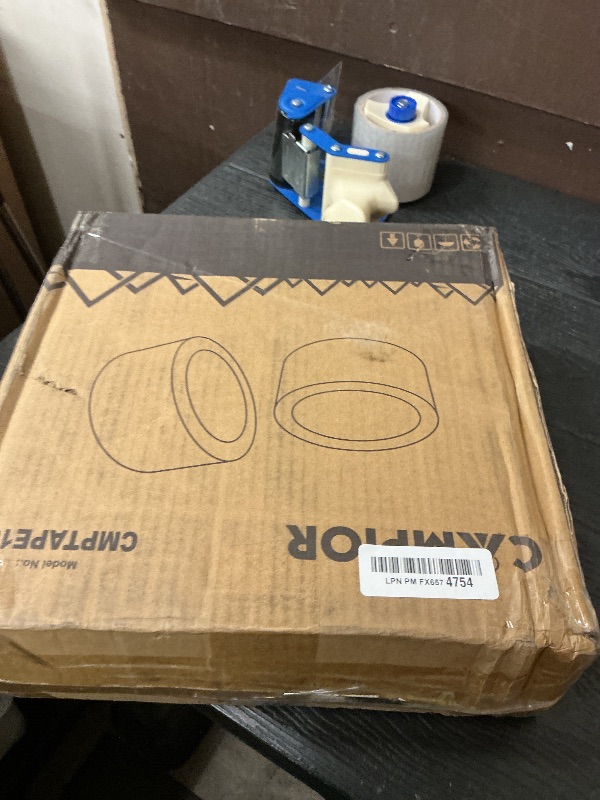 CAMPIOR
Model No.:
CMPTAPE1
LPN PM FX657 4754